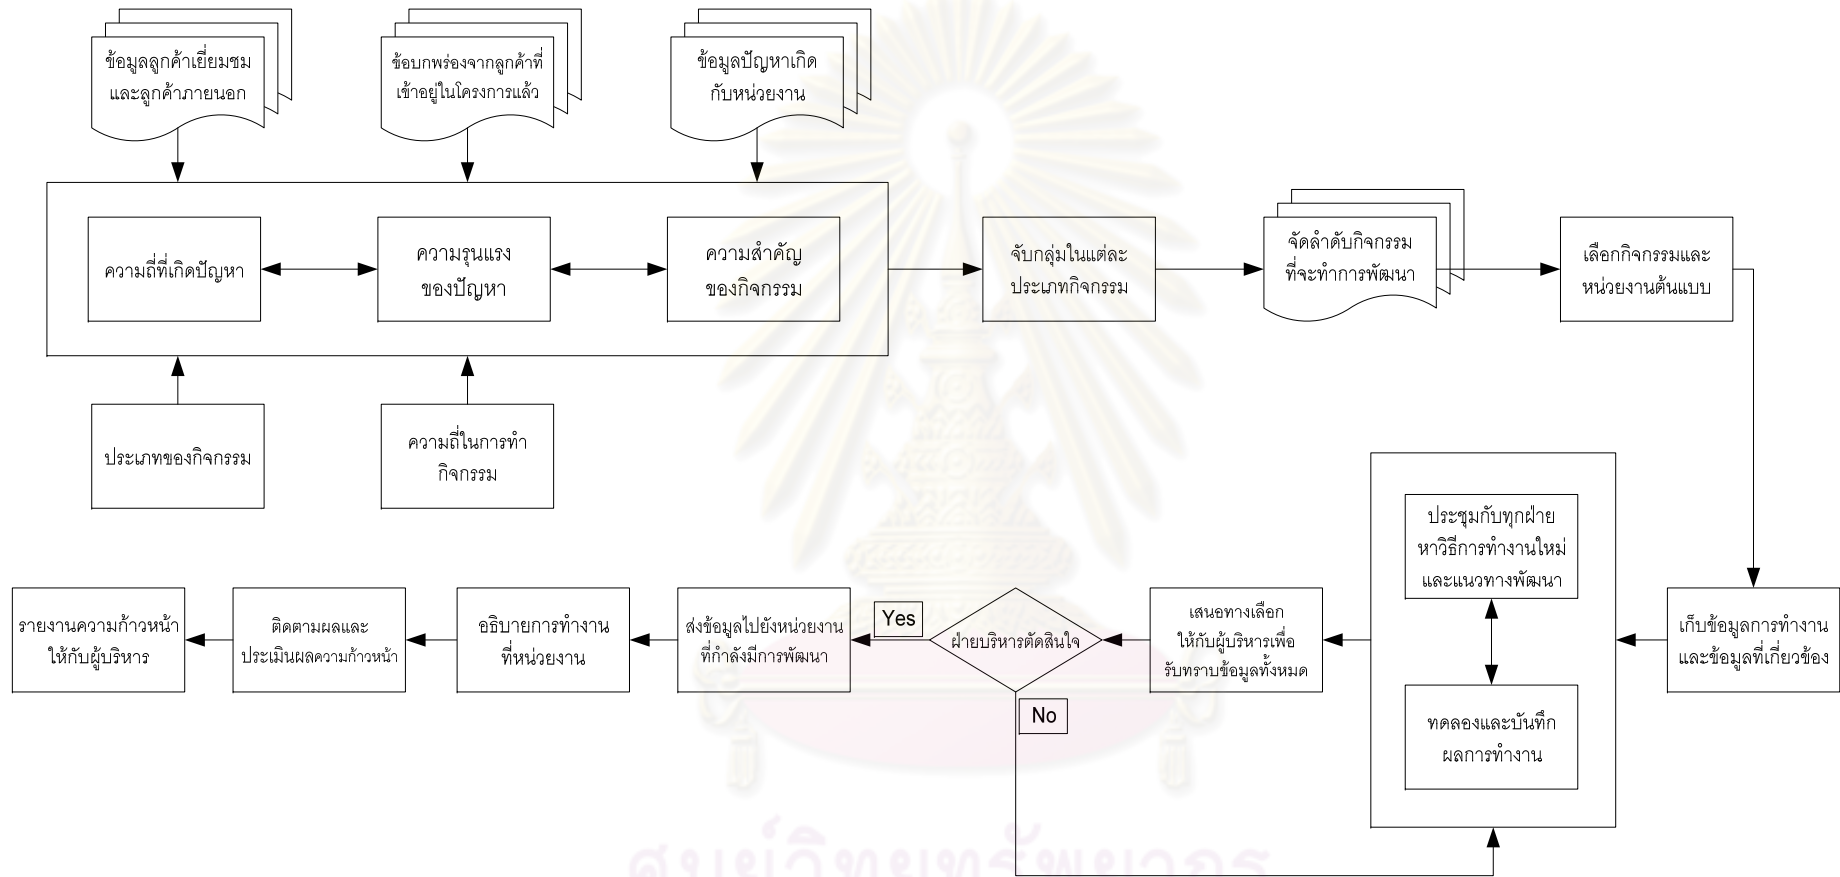 ข้อมูลลูกค้าเยี่ยมชม
และลูกค้าภายนอก
ข้อบกพร่องจากลูกค้าที่
เข้าอยู่ในโครงการแล้ว
ข้อมูลปัญหาเกิด
กับหน่วยงาน
ความถี่ที่เกิดปัญหา
ความรุนแรง
ของปัญหา
ความสำคัญ
ของกิจกรรม
จับกลุ่มในแต่ละ
ประเภทกิจกรรม
จัดลำดับกิจกรรม
ที่จะทำการพัฒนา
เลือกกิจกรรมและ
หน่วยงานต้นแบบ
ประเภทของกิจกรรม
ความถี่ในการทำ
กิจกรรม
ประชุมกับทุกฝ่าย
หาวิธีการทำงานใหม่
และแนวทางพัฒนา
ทดลองและบันทึก
ผลการทำงาน
เก็บข้อมูลการทำงาน
และข้อมูลที่เกี่ยวข้อง
เสนอทางเลือก
ให้กับผู้บริหารเพื่อ
รับทราบข้อมูลทั้งหมด
ฝ่ายบริหารตัดสินใจ
Yes
No
ส่งข้อมูลไปยังหน่วยงาน
ที่กำลังมีการพัฒนา
อธิบายการทำงาน
ที่หน่วยงาน
ติดตามผลและ
ประเมินผลความก้าวหน้า
รายงานความก้าวหน้า
ให้กับผู้บริหาร
ศูนย์วิทยทรัพยากร